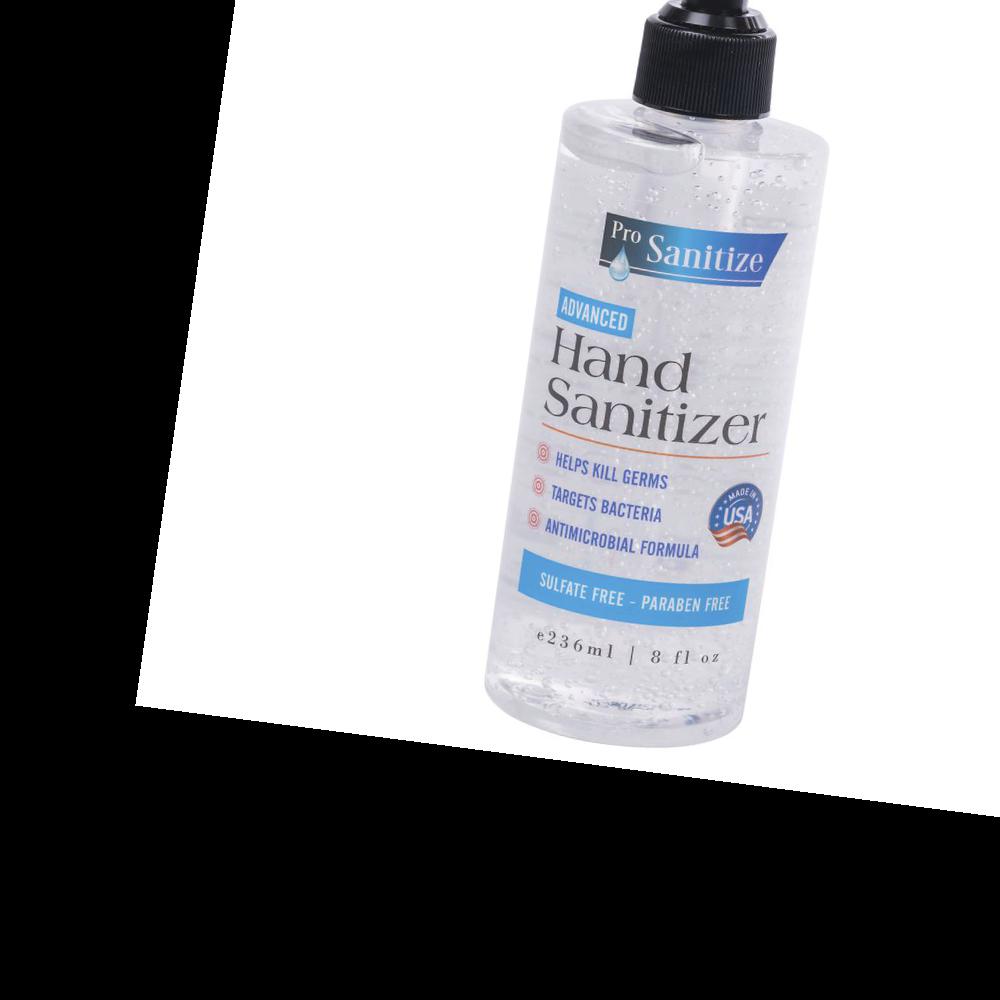 Pro Sanitize
ADVANCED
Hand
Sanitizer
HELPS KILL GERMS
TARGETS BACTERIA
ANTIMICROBIAL FORMULA
MADE IN
USA
SULFATE FREE - PARABEN FREE
e236ml | 8 fl oz